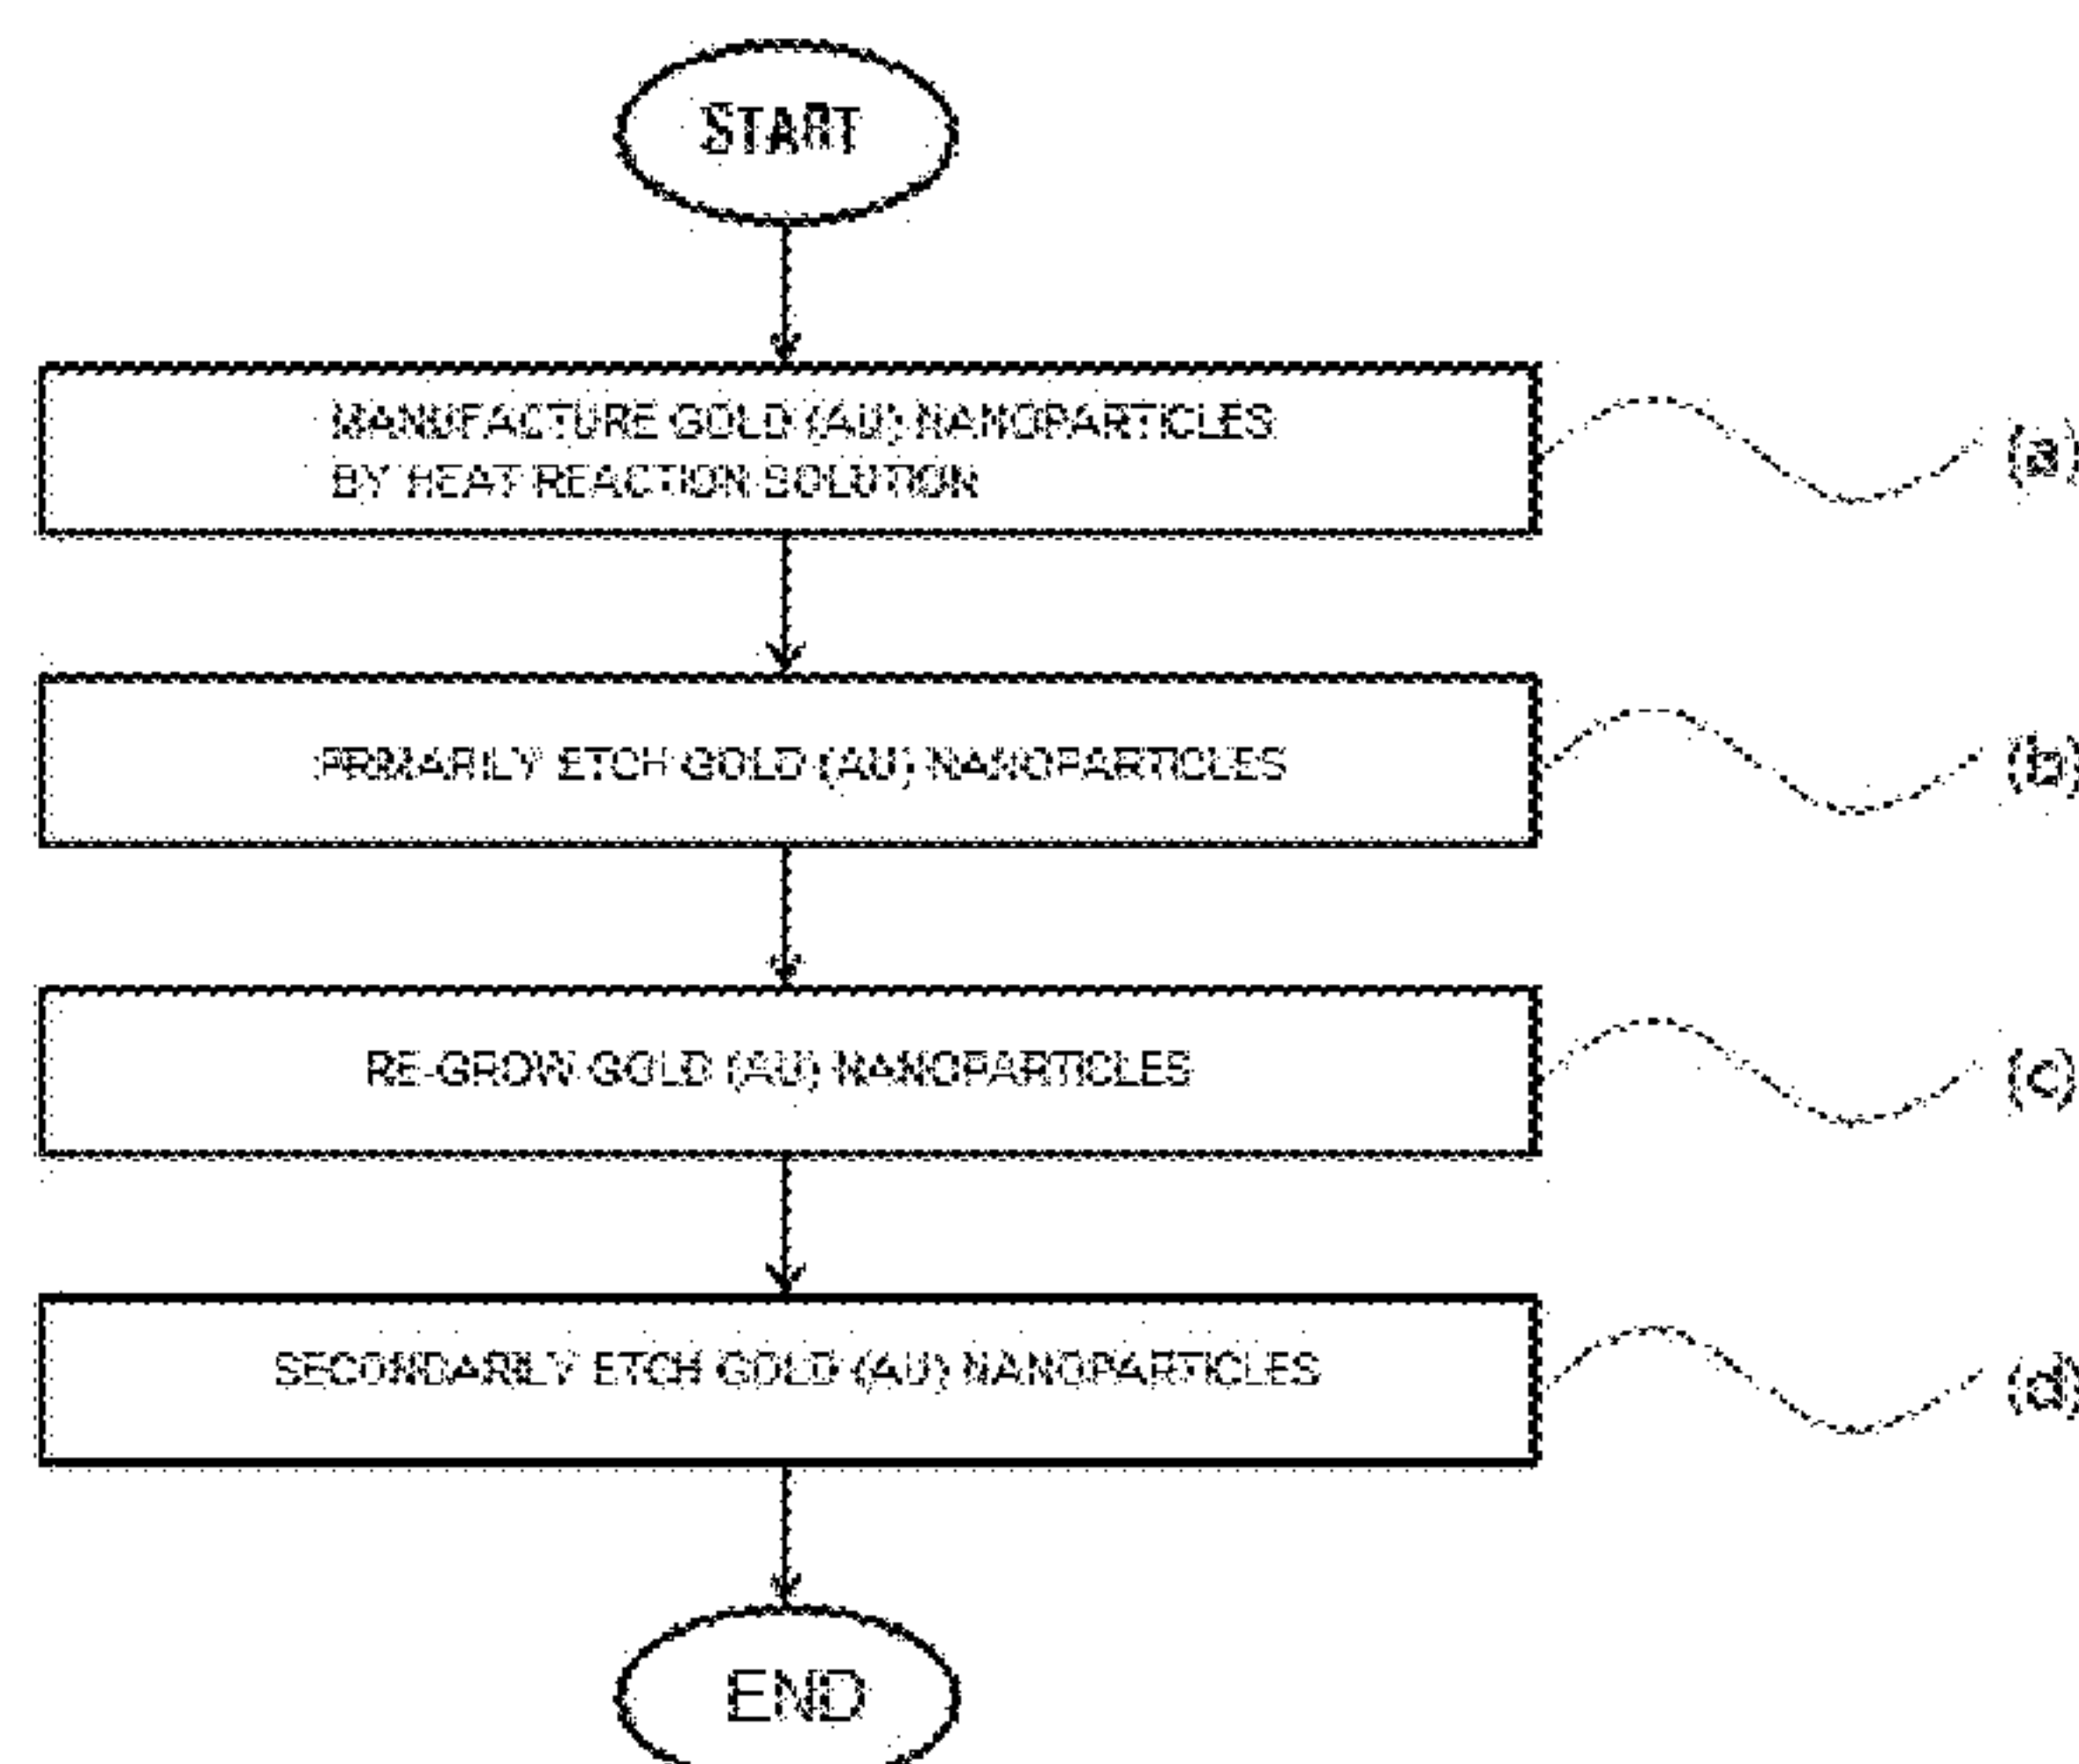 START
MANUFACTURE GOLD (AU) NANOPARTICLES
BY HEAT REACTION SOLUTION
(a)
PRIMARILY ETCH GOLD (AU) NANOPARTICLES
(b)
RE-GROW GOLD (AU) NANOPARTICLES
(c)
SECONDARILY ETCH GOLD (AU) NANOPARTICLES
(d)
END